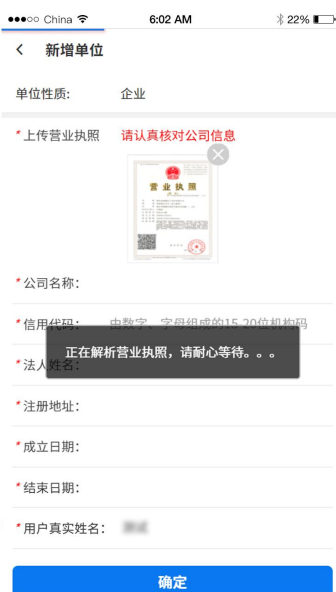 China 6:02 AM 22%
新增单位
单位性质: 企业
*上传营业执照 请认真核对公司信息
营业执照
*公司名称:
*信用代码: 由数字、字母组成的15-20位机构码
正在解析营业执照，请耐心等待。。。
*法人姓名:
*注册地址:
*成立日期:
*结束日期:
*用户真实姓名:
确定